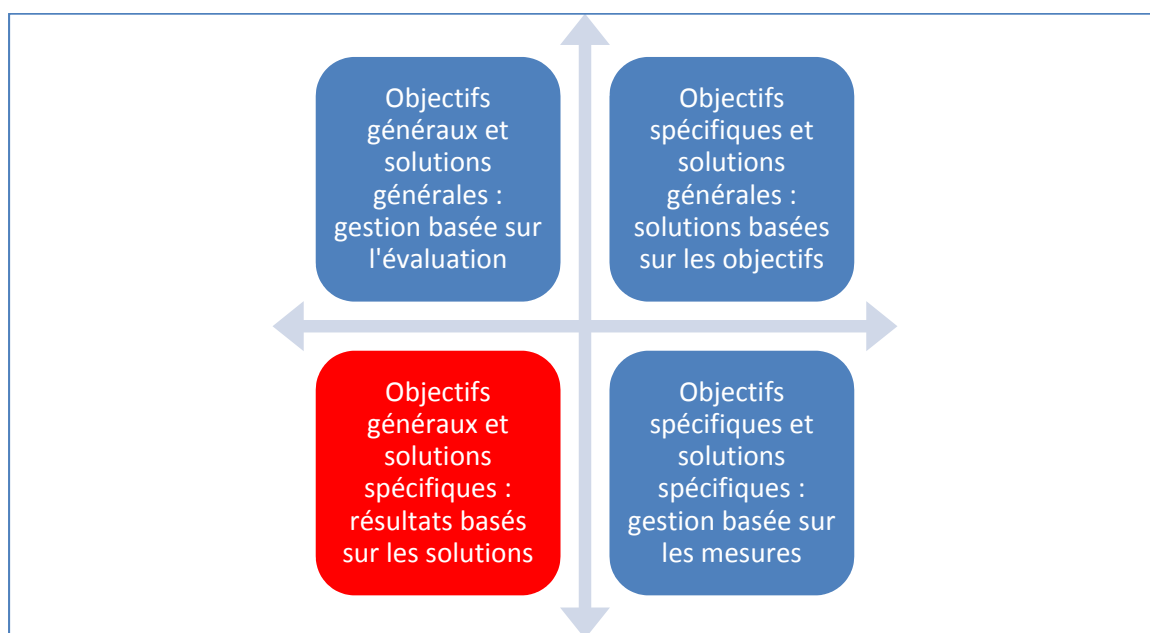 Objectifs
généraux et
solutions
générales :
gestion basée sur
l'évaluation
Objectifs
spécifiques et
solutions
générales :
solutions basées
sur les objectifs
Objectifs
généraux et
solutions
spécifiques :
résultats basés
sur les solutions
Objectifs
spécifiques et
solutions
spécifiques :
gestion basée sur
les mesures